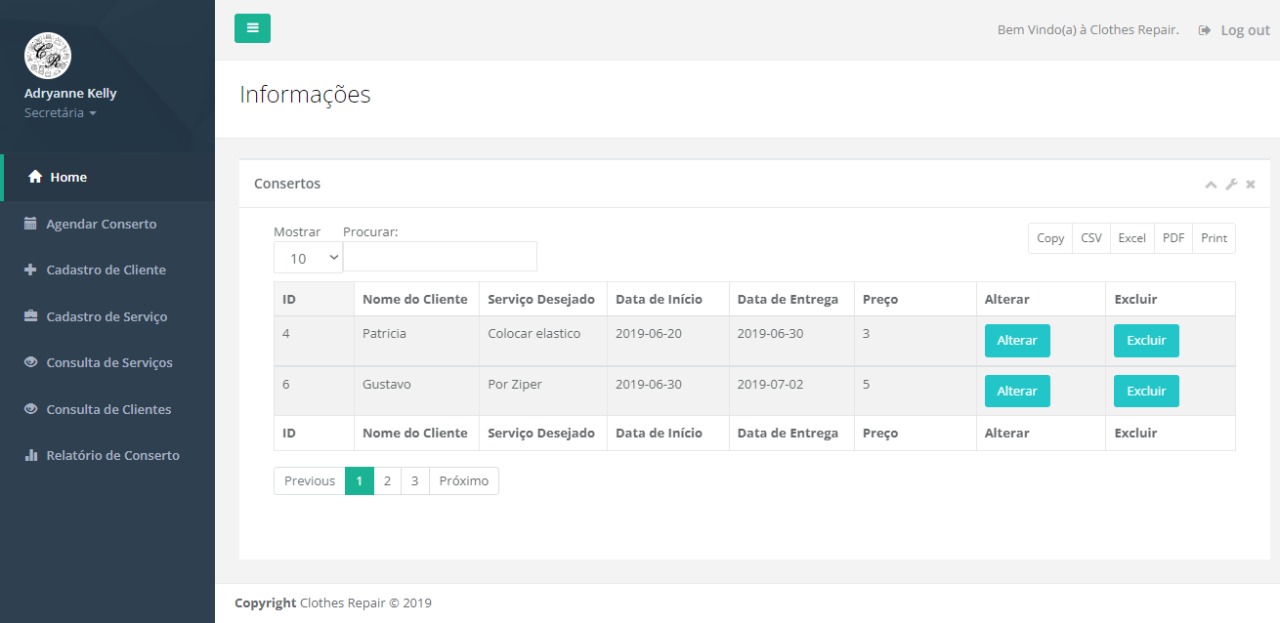 Bem Vindo(a) à Clothes Repair. Log out
CR
Adryanne Kelly
Secretária
Home
Agendar Conserto
Cadastro de Cliente
Cadastro de Serviço
Consulta de Serviços
Consulta de Clientes
Relatório de Conserto
Informações
Consertos
Mostrar Procurar:
10
Copy CSV Excel PDF Print
ID Nome do Cliente Serviço Desejado Data de Início Data de Entrega Preço Alterar Excluir
4 Patricia Colocar elastico 2019-06-20 2019-06-30 3 Alterar Excluir
6 Gustavo Por Ziper 2019-06-30 2019-07-02 5 Alterar Excluir
ID Nome do Cliente Serviço Desejado Data de Início Data de Entrega Preço Alterar Excluir
Previous 1 2 3 Próximo
Copyright Clothes Repair © 2019